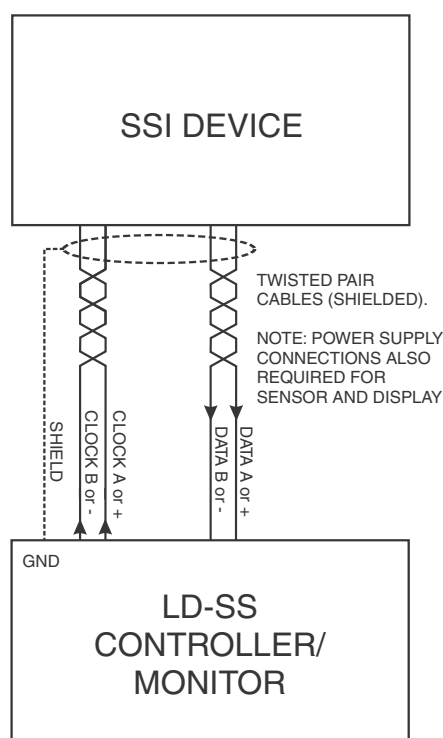 SSI DEVICE
TWISTED PAIR
CABLES (SHIELDED).
NOTE: POWER SUPPLY
CONNECTIONS ALSO
REQUIRED FOR
SENSOR AND DISPLAY
SHIELD
CLOCK B or -
CLOCK A or +
DATA B or -
DATA A or +
GND
LD-SS
CONTROLLER/
MONITOR